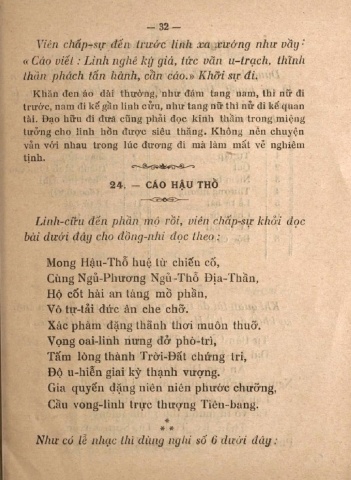 — 32 —
Viên chấp-sự đến trước linh xa xướng như vầy:
« Cáo viết : Linh nghê kỳ giá, tức vãn u-trạch, thỉnh
thần phách tấn hành, cẩn cáo.» Khởi sự đi.
Khăn đen áo dài thường, như đám tang nam, thì nữ đi
trước, nam đi kế gần linh cửu, như tang nữ thì nữ đi kế quan
tài. Đạo hữu đi đưa cũng phải đọc kinh thầm trong miệng
tưởng cho linh hồn được siêu thăng. Không nên chuyện
vãn với nhau trong lúc đương đi mà làm mất vẻ nghiêm
tịnh.
24. — CÁO HẬU THỔ
Linh-cữu đến phần mộ rồi, viên chấp-sự khởi đọc
bài dưới đây cho đồng-nhi đọc theo :
Mong Hậu-Thổ huệ từ chiếu cố,
Cùng Ngũ-Phương Ngũ-Thổ Địa-Thần,
Hộ cốt hài an táng mồ phần,
Vô tự-tải đức ân che chở.
Xác phàm đặng thảnh thơi muôn thuở.
Vọng oai-linh nương đỡ phò-trì,
Tấm lòng thành Trời-Đất chứng tri,
Độ u-hiển giai kỳ thạnh vượng.
Gia quyến đặng niên niên phước chưởng,
Cầu vong-linh trực thượng Tiêu-bang.
*
* *
Như có lễ nhạc thì dùng nghi số 6 dưới đây :